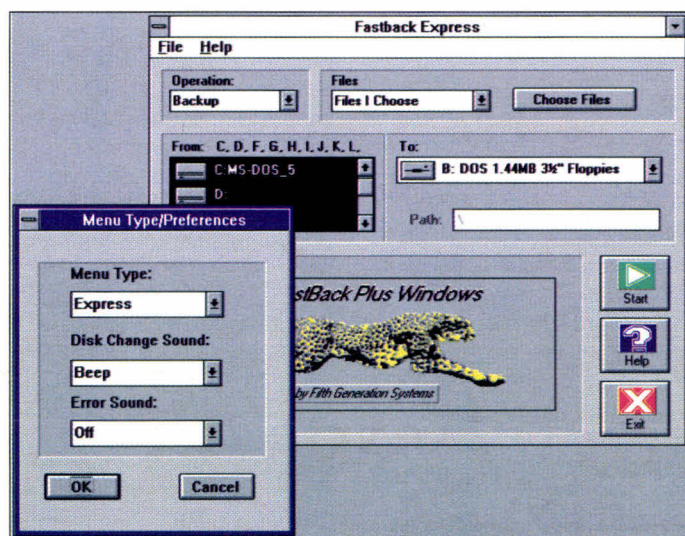 Fastback Express
File Help
Operation:
Backup
Files
Files I Choose
Choose Files
From: C, D, F, G, H, I, J, K, L,
C:MS-DOS_5
D:
To:
B: DOS 1.44MB 3½" Floppies
Path: \
Menu Type/Preferences
Menu Type:
Express
Disk Change Sound:
Beep
Error Sound:
Off
OK
Cancel
stBack Plus Windows
by Fifth Generation Systems
Start
Help
Exit